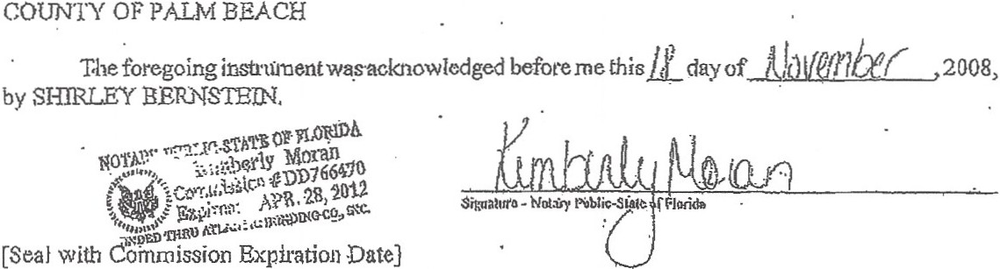 COUNTY OF PALM BEACH
The foregoing instrument was acknowledged before me this 18 day of November, 2008,
by SHIRLEY BERNSTEIN.
NOTARY PUBLIC-STATE OF FLORIDA
Kimberly Moran
Commission #DD766470
Expires: APR. 28, 2012
BONDED THRU ATLANTIC BONDING CO., INC.
Kimberly Moran
Signature - Notary Public-State of Florida
[Seal with Commission Expiration Date]